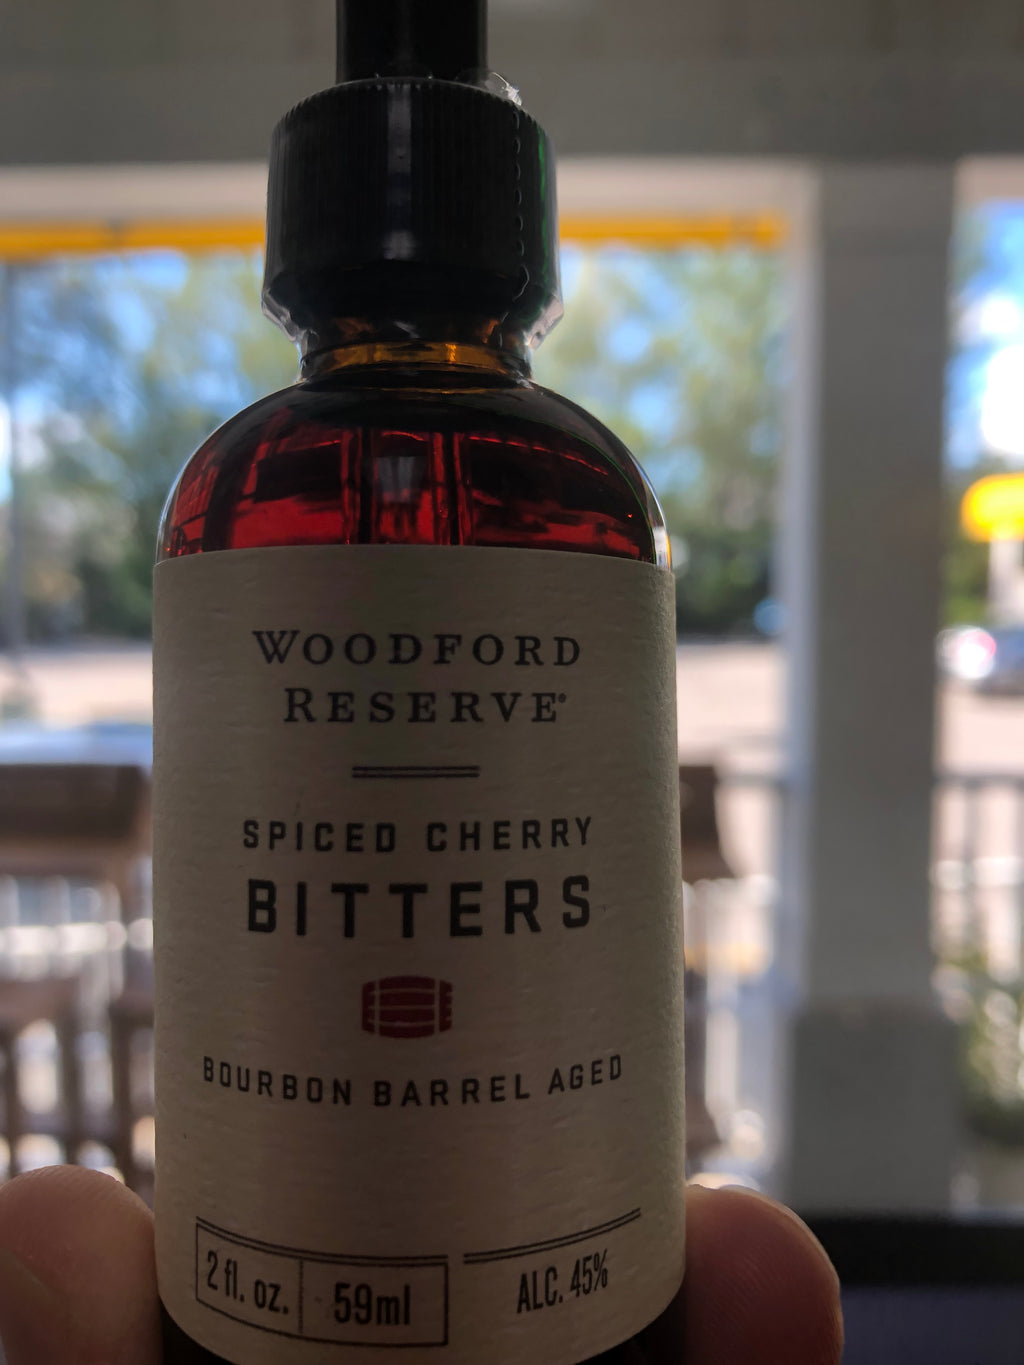 WOODFORD
RESERVE®
SPICED CHERRY
BITTERS
BOURBON BARREL AGED
2 fl. oz. 59ml ALC. 45%